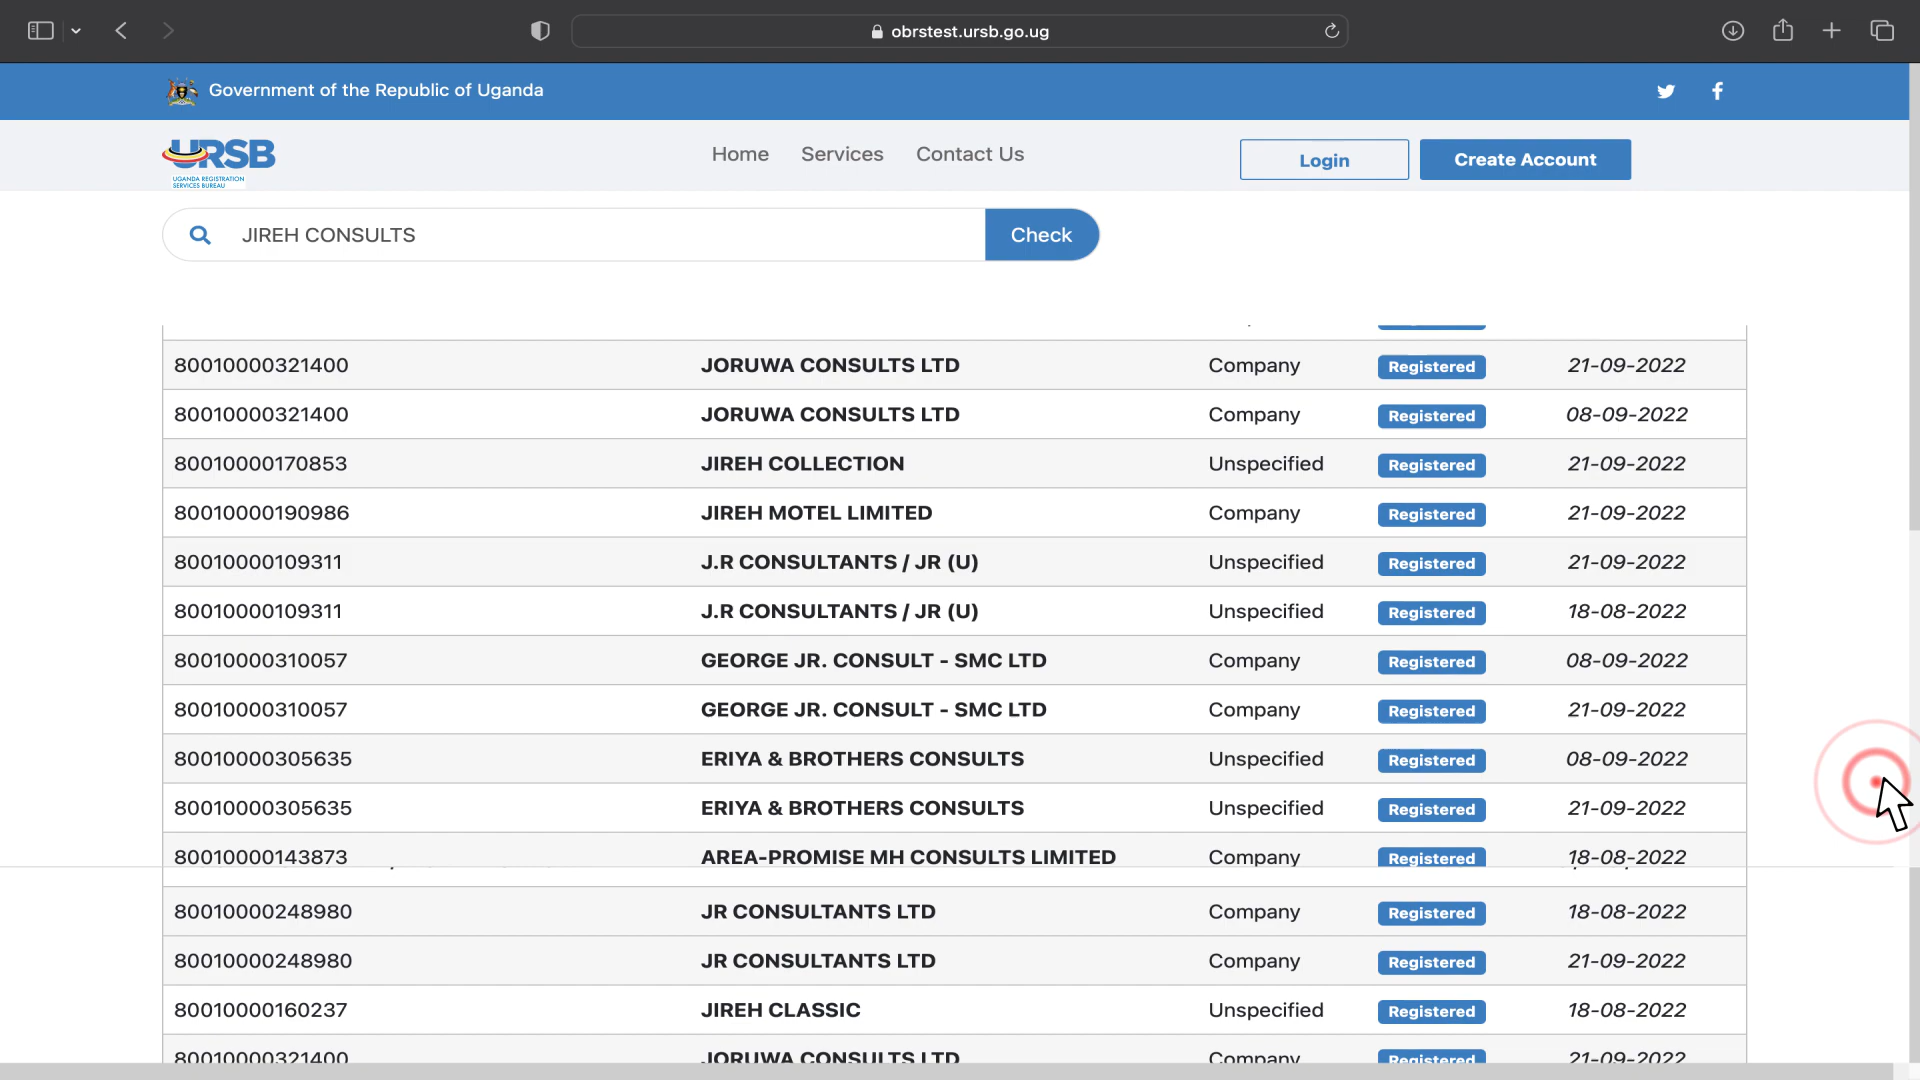 obrstest.ursb.go.ug
Government of the Republic of Uganda
URSB
UGANDA REGISTRATION
SERVICES BUREAU
Home Services Contact Us
Login Create Account
JIREH CONSULTS Check
80010000321400 JORUWA CONSULTS LTD Company Registered 21-09-2022
80010000321400 JORUWA CONSULTS LTD Company Registered 08-09-2022
80010000170853 JIREH COLLECTION Unspecified Registered 21-09-2022
80010000190986 JIREH MOTEL LIMITED Company Registered 21-09-2022
80010000109311 J.R CONSULTANTS / JR (U) Unspecified Registered 21-09-2022
80010000109311 J.R CONSULTANTS / JR (U) Unspecified Registered 18-08-2022
80010000310057 GEORGE JR. CONSULT - SMC LTD Company Registered 08-09-2022
80010000310057 GEORGE JR. CONSULT - SMC LTD Company Registered 21-09-2022
80010000305635 ERIYA & BROTHERS CONSULTS Unspecified Registered 08-09-2022
80010000305635 ERIYA & BROTHERS CONSULTS Unspecified Registered 21-09-2022
80010000143873 AREA-PROMISE MH CONSULTS LIMITED Company Registered 18-08-2022
80010000248980 JR CONSULTANTS LTD Company Registered 18-08-2022
80010000248980 JR CONSULTANTS LTD Company Registered 21-09-2022
80010000160237 JIREH CLASSIC Unspecified Registered 18-08-2022
80010000321400 JORUWA CONSULTS LTD Company Registered 21-09-2022